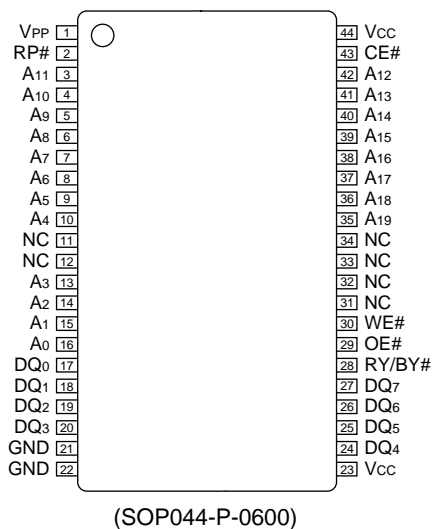 VPP 1 44 VCC
RP# 2 43 CE#
A11 3 42 A12
A10 4 41 A13
A9 5 40 A14
A8 6 39 A15
A7 7 38 A16
A6 8 37 A17
A5 9 36 A18
A4 10 35 A19
NC 11 34 NC
NC 12 33 NC
A3 13 32 NC
A2 14 31 NC
A1 15 30 WE#
A0 16 29 OE#
DQ0 17 28 RY/BY#
DQ1 18 27 DQ7
DQ2 19 26 DQ6
DQ3 20 25 DQ5
GND 21 24 DQ4
GND 22 23 VCC
(SOP044-P-0600)